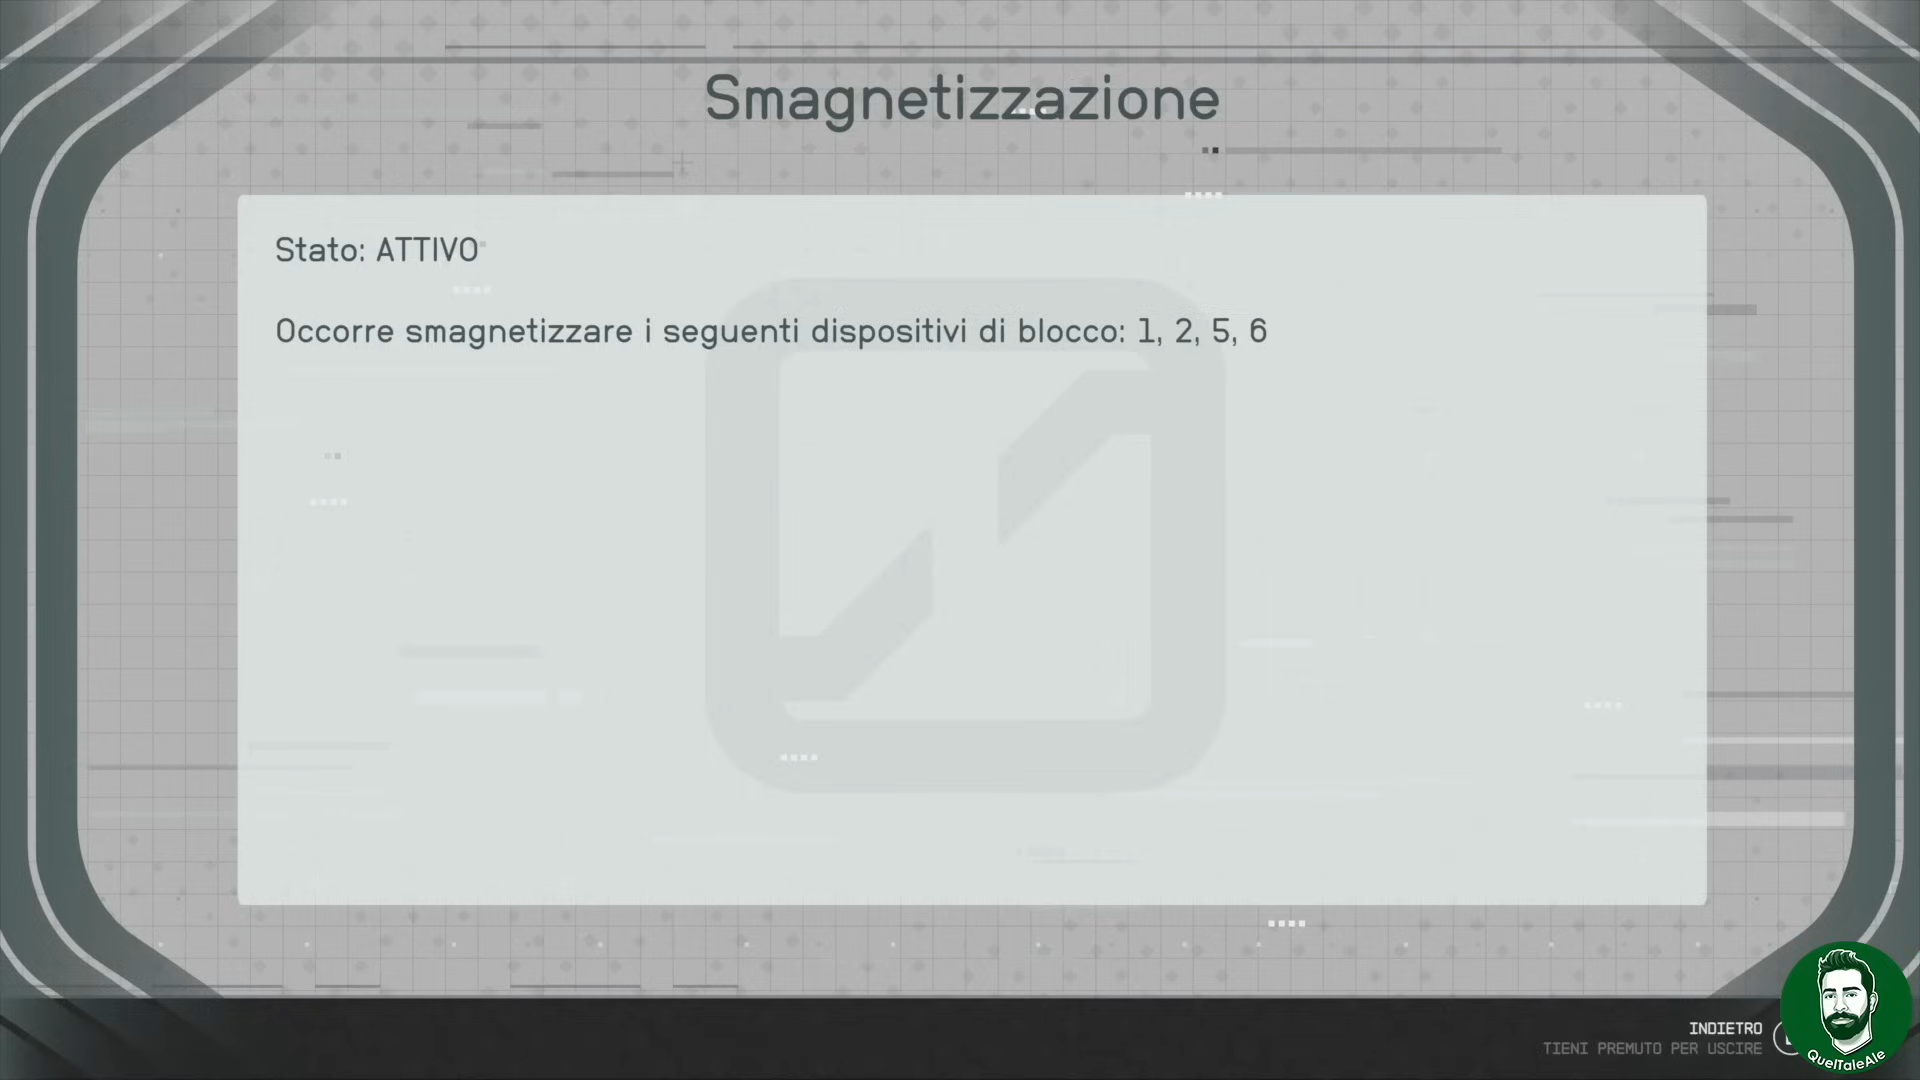 Smagnetizzazione
Stato: ATTIVO
Occorre smagnetizzare i seguenti dispositivi di blocco: 1, 2, 5, 6
INDIETRO
TIENI PREMUTO PER USCIRE
QuelTaleAle